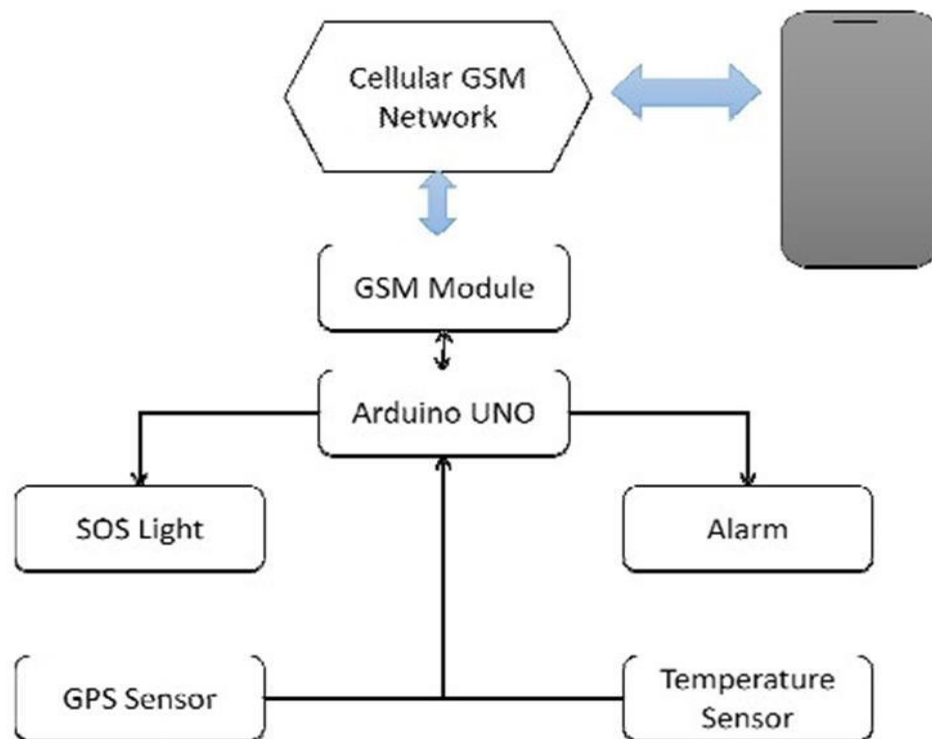 Cellular GSM
Network
GSM Module
Arduino UNO
SOS Light
Alarm
GPS Sensor
Temperature
Sensor